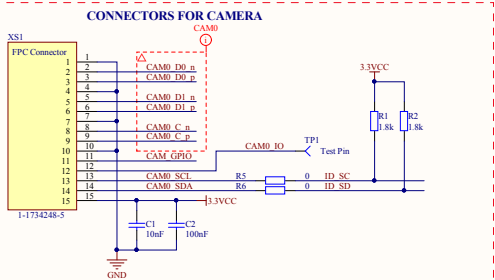 CONNECTORS FOR CAMERA
CAM0
i
XS1
FPC Connector
1 1
2 2 CAM0_D0_n
3 3 CAM0_D0_p
4 4
5 5 CAM0_D1_n
6 6 CAM0_D1_p
7 7
8 8 CAM0_C_n
9 9 CAM0_C_p
10 10
11 11 CAM_GPIO
12 12 CAM0_IO TP1 Test Pin
13 13 CAM0_SCL R5 0 ID_SC
14 14 CAM0_SDA R6 0 ID_SD
15 15 3.3VCC
1-1734248-5
3.3VCC
R1 R2
1.8k 1.8k
C1 C2
10nF 100nF
GND